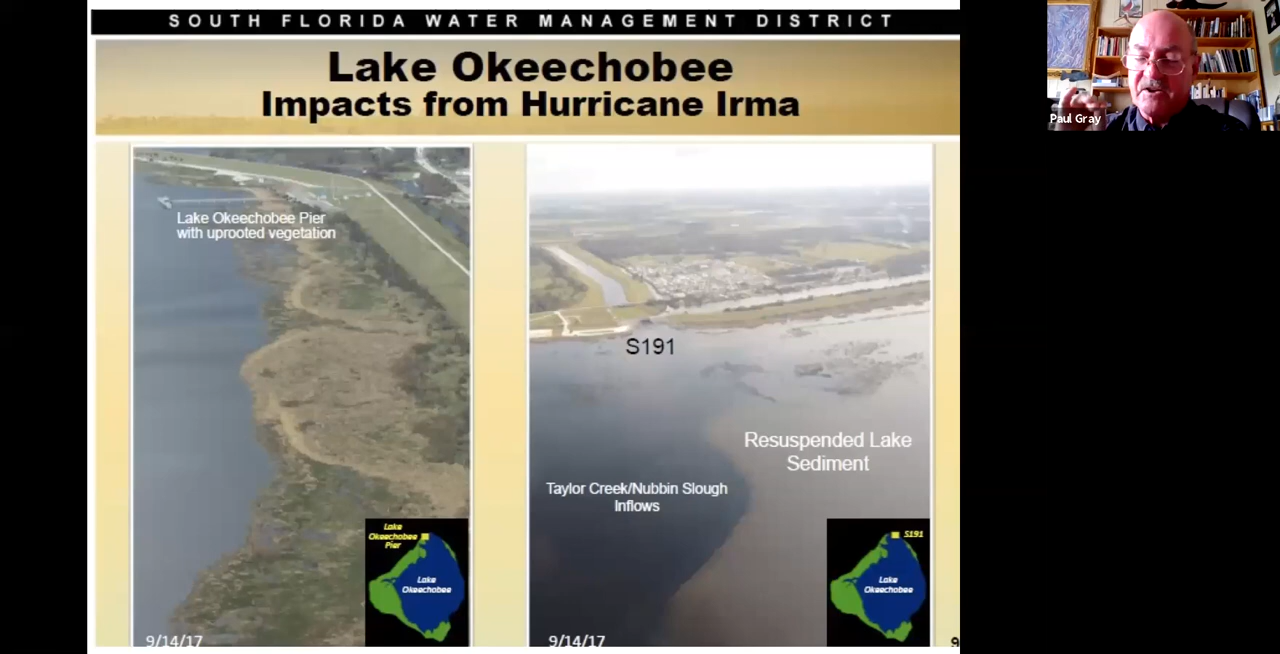 SOUTH FLORIDA WATER MANAGEMENT DISTRICT
Lake Okeechobee
Impacts from Hurricane Irma
Lake Okeechobee Pier
with uprooted vegetation
Lake
Okeechobee
Pier
Lake
Okeechobee
9/14/17
S191
Resuspended Lake
Sediment
Taylor Creek/Nubbin Slough
Inflows
S191
Lake
Okeechobee
9/14/17
9
Paul Gray